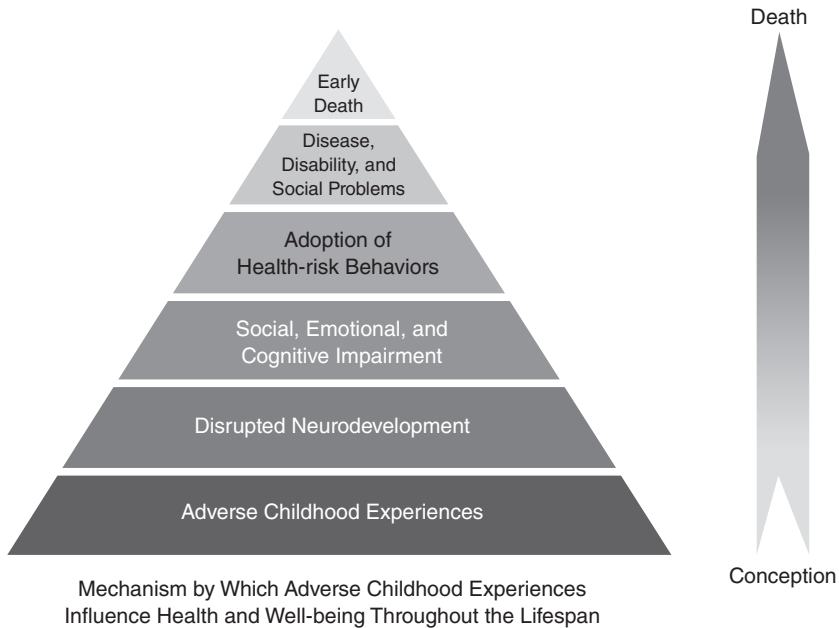 Death
Early
Death
Disease,
Disability, and
Social Problems
Adoption of
Health-risk Behaviors
Social, Emotional, and
Cognitive Impairment
Disrupted Neurodevelopment
Adverse Childhood Experiences
Conception
Mechanism by Which Adverse Childhood Experiences
Influence Health and Well-being Throughout the Lifespan